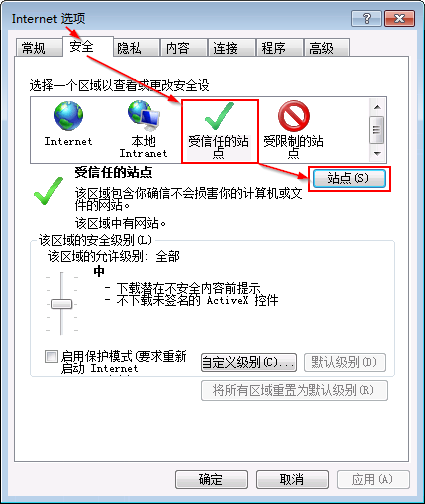 Internet 选项
常规
安全
隐私
内容
连接
程序
高级
选择一个区域以查看或更改安全设
Internet
本地
Intranet
受信任的站
点
受限制的站
点
受信任的站点
站点(S)
该区域包含你确信不会损害你的计算机或文
件的网站。
该区域中有网站。
该区域的安全级别(L)
该区域的允许级别: 全部
中
- 下载潜在不安全内容前提示
- 不下载未签名的 ActiveX 控件
启用保护模式(要求重新
启动 Internet
自定义级别(C)...
默认级别(D)
将所有区域重置为默认级别(R)
确定
取消
应用(A)